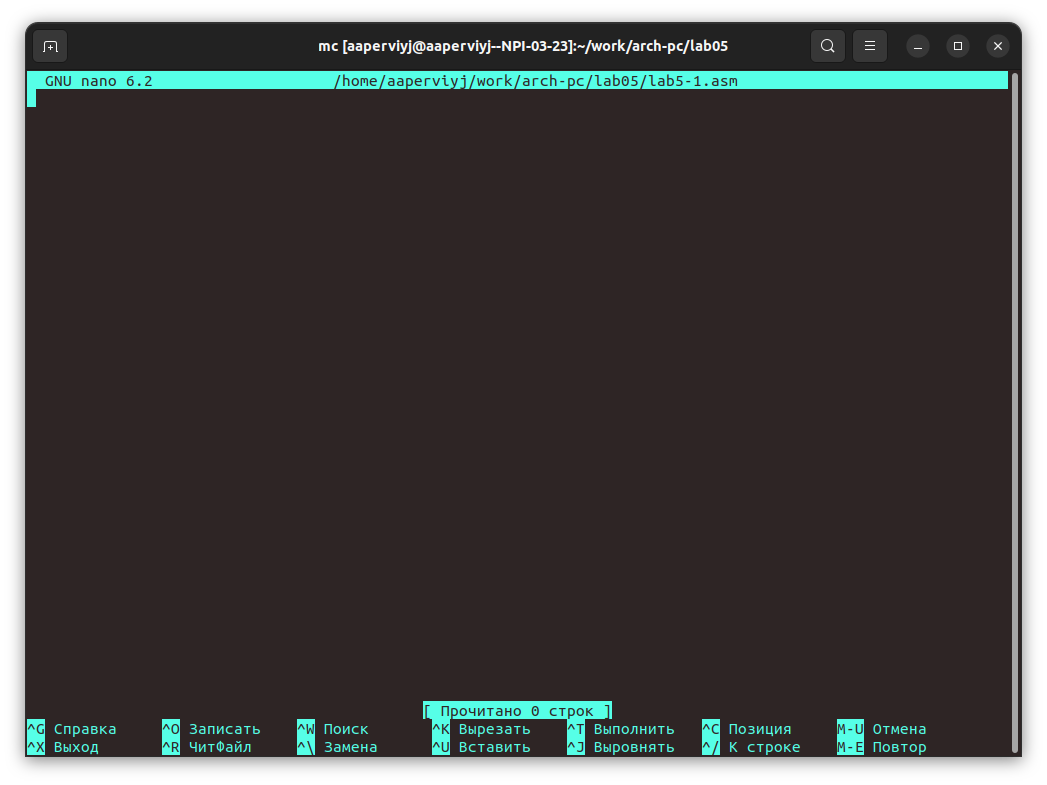 mc [aaperviyj@aaperviyj--NPI-03-23]:~/work/arch-pc/lab05
GNU nano 6.2 /home/aaperviyj/work/arch-pc/lab05/lab5-1.asm
[ Прочитано 0 строк ]
^G Справка ^O Записать ^W Поиск ^K Вырезать ^T Выполнить ^C Позиция M-U Отмена
^X Выход ^R ЧитФайл ^\ Замена ^U Вставить ^J Выровнять ^/ К строке M-E Повтор